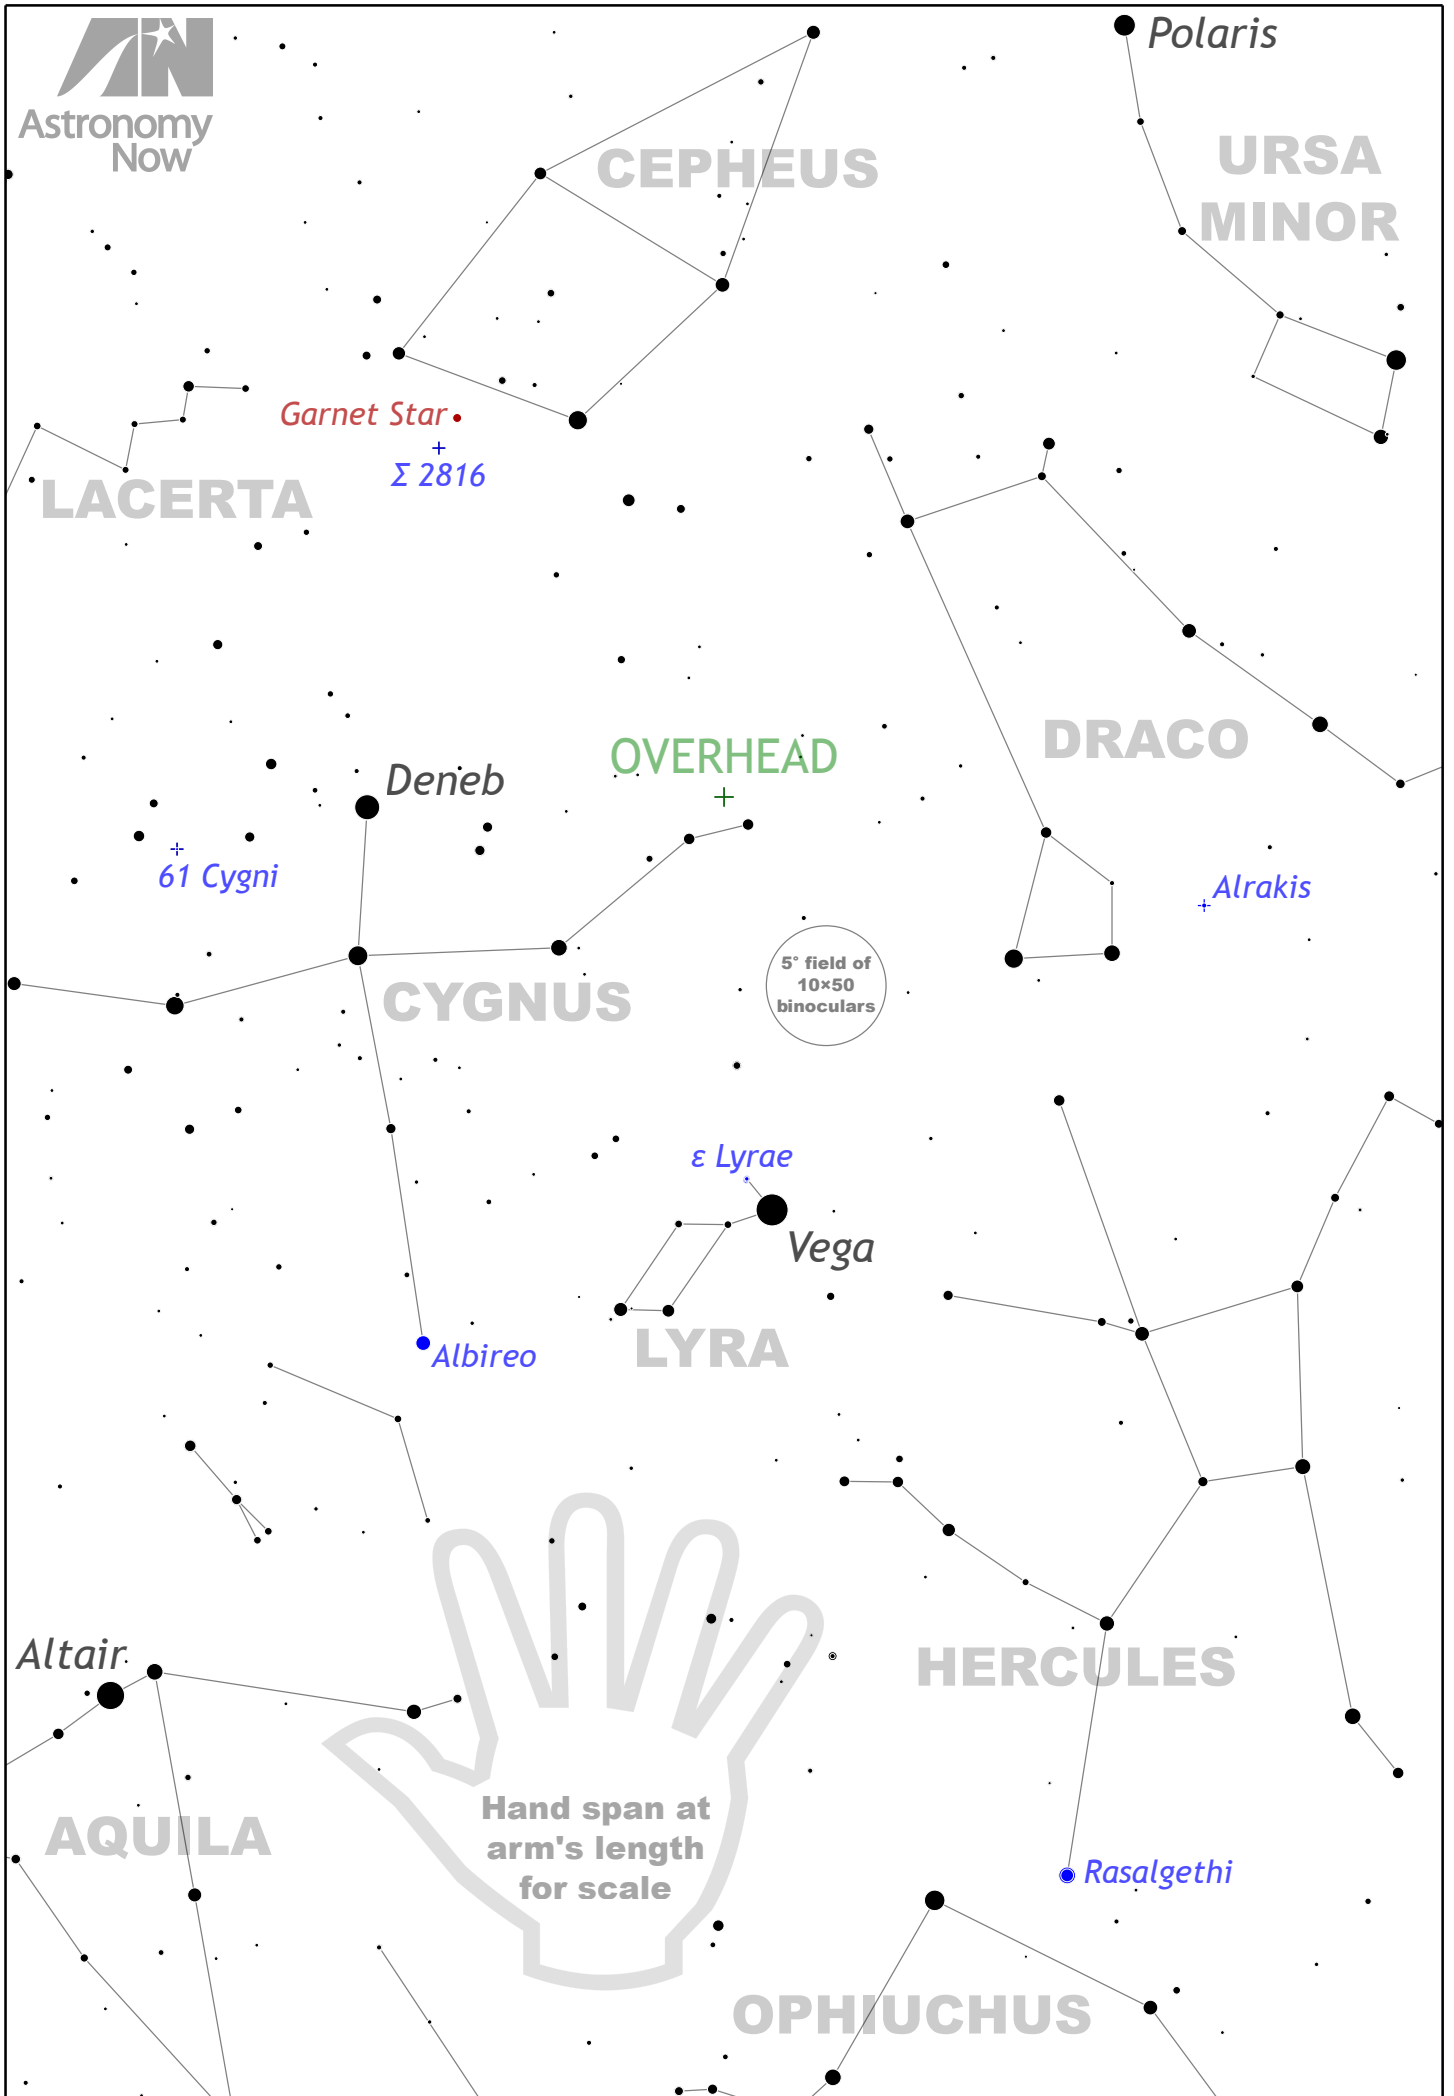 Astronomy
Now
Polaris
CEPHEUS
URSA
MINOR
Garnet Star
Σ 2816
LACERTA
DRACO
OVERHEAD
Deneb
61 Cygni
Alrakis
5° field of
10×50
binoculars
CYGNUS
ε Lyrae
Vega
LYRA
Albireo
Altair
HERCULES
Hand span at
arm's length
for scale
AQUILA
Rasalgethi
OPHIUCHUS